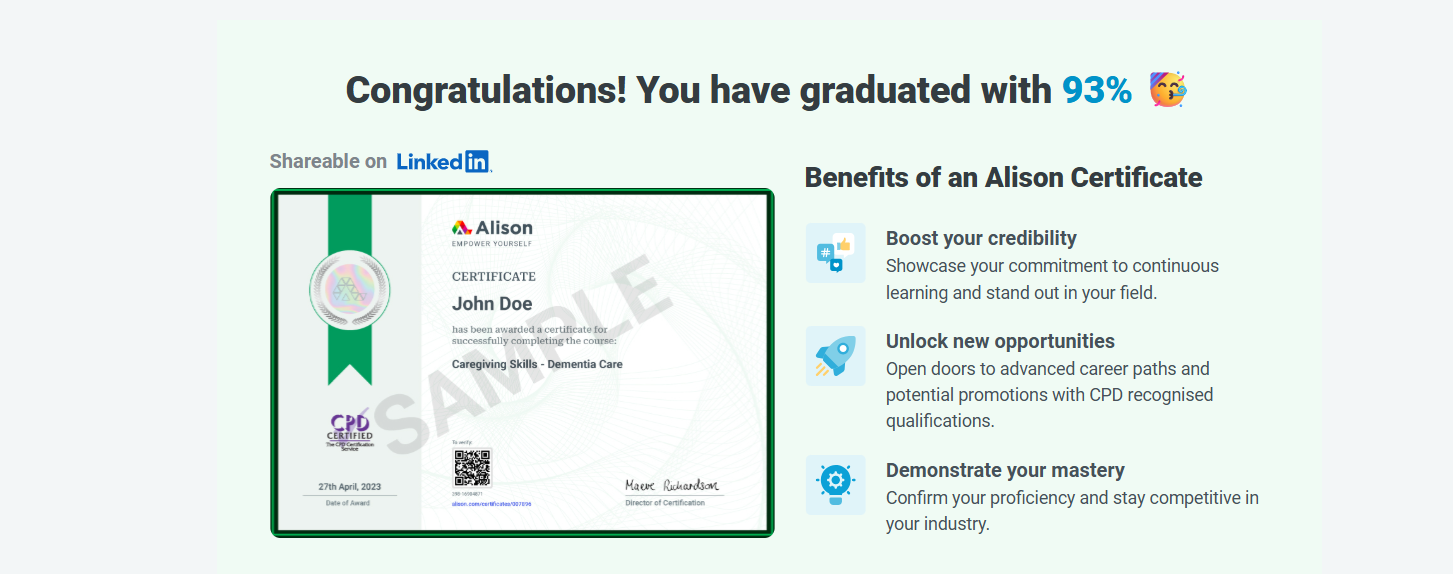 Congratulations! You have graduated with 93% 🥳
Shareable on LinkedIn
Alison
EMPOWER YOURSELF
CERTIFICATE
John Doe
has been awarded a certificate for
successfully completing the course:
Caregiving Skills - Dementia Care
SAMPLE
CPD
CERTIFIED
The CPD Certification
Service
27th April, 2023
Date of Award
To verify:
alison.com/certificates/007896
Maeve Richardson
Director of Certification
Benefits of an Alison Certificate
Boost your credibility
Showcase your commitment to continuous
learning and stand out in your field.
Unlock new opportunities
Open doors to advanced career paths and
potential promotions with CPD recognised
qualifications.
Demonstrate your mastery
Confirm your proficiency and stay competitive in
your industry.